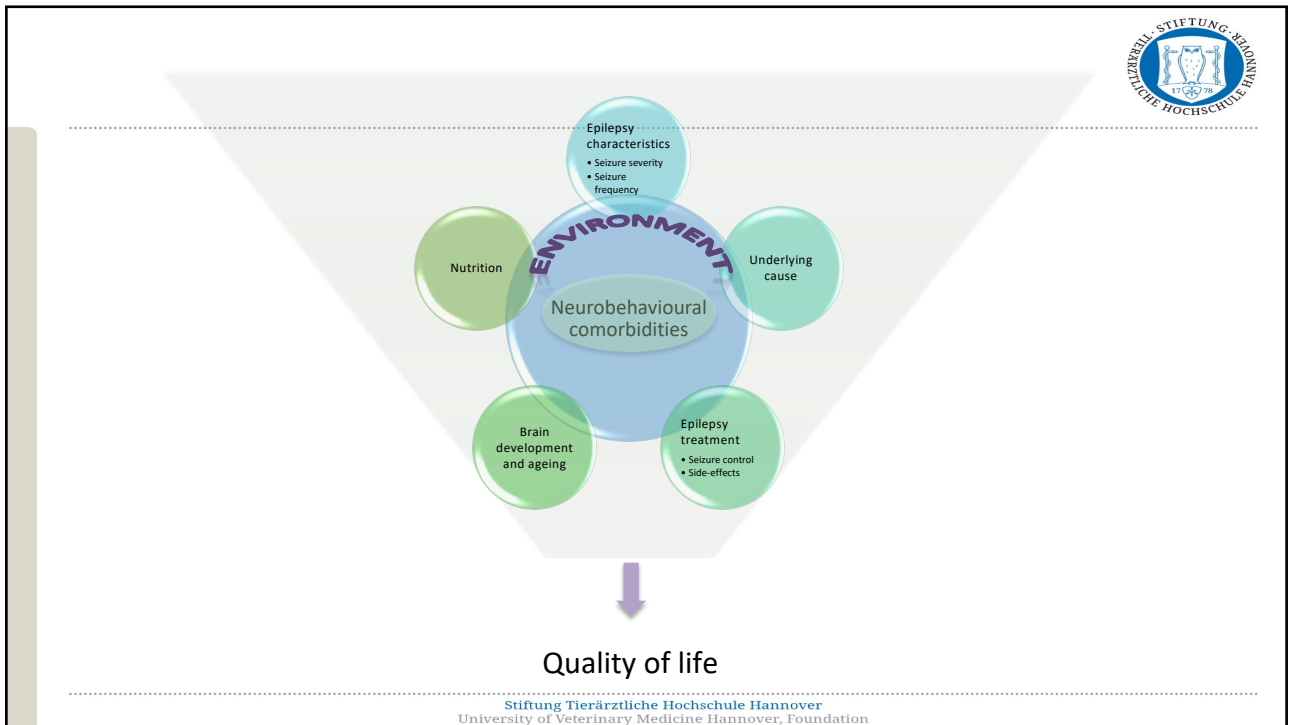 STIFTUNG · TIERÄRZTLICHE HOCHSCHULE HANNOVER ·
17 78
Epilepsy
characteristics
• Seizure severity
• Seizure
frequency
ENVIRONMENT
Nutrition
Underlying
cause
Neurobehavioural
comorbidities
Brain
development
and ageing
Epilepsy
treatment
• Seizure control
• Side-effects
Quality of life
Stiftung Tierärztliche Hochschule Hannover
University of Veterinary Medicine Hannover, Foundation